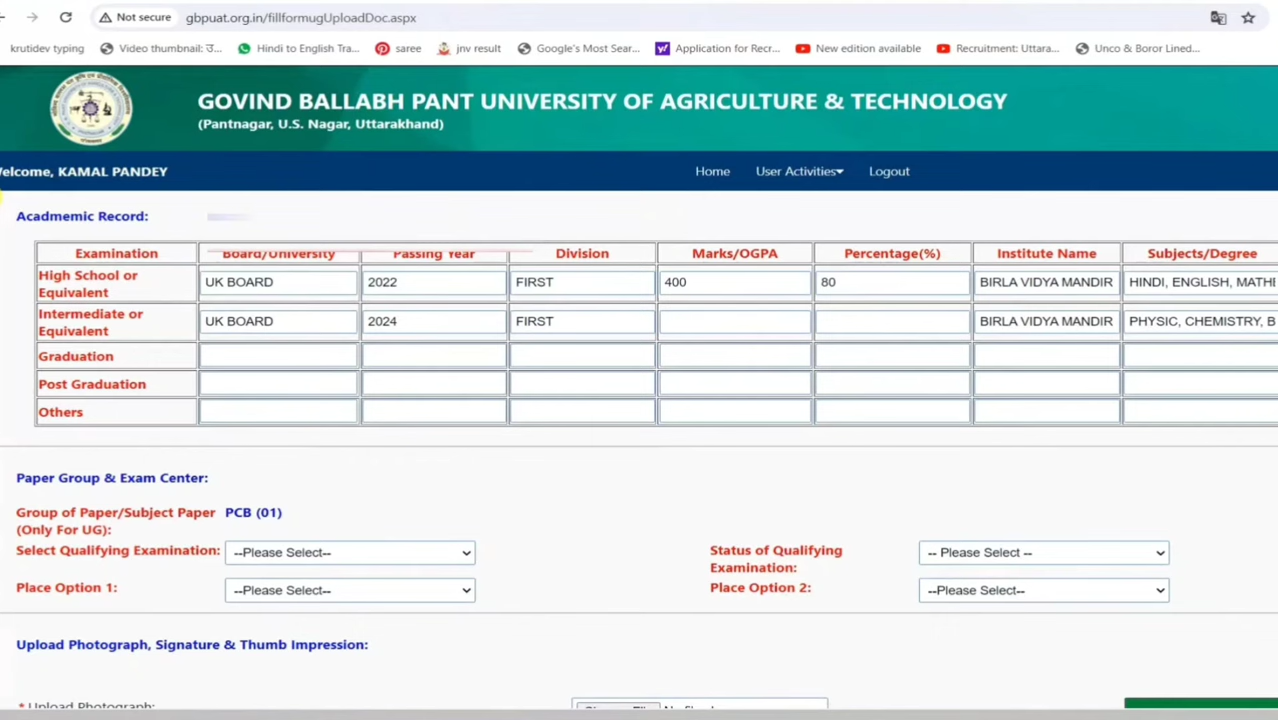 Not secure gbpuat.org.in/fillformugUploadDoc.aspx
krutidev typing Video thumbnail: उ... Hindi to English Tra... saree jnv result Google's Most Sear... Application for Recr... New edition available Recruitment: Uttara... Unco & Boror Lined...
GOVIND BALLABH PANT UNIVERSITY OF AGRICULTURE & TECHNOLOGY
(Pantnagar, U.S. Nagar, Uttarakhand)
Welcome, KAMAL PANDEY Home User Activities Logout
Acadmemic Record:
Examination Board/University Passing Year Division Marks/OGPA Percentage(%) Institute Name Subjects/Degree
High School or Equivalent UK BOARD 2022 FIRST 400 80 BIRLA VIDYA MANDIR HINDI, ENGLISH, MATHI
Intermediate or Equivalent UK BOARD 2024 FIRST BIRLA VIDYA MANDIR PHYSIC, CHEMISTRY, B
Graduation
Post Graduation
Others
Paper Group & Exam Center:
Group of Paper/Subject Paper (Only For UG): PCB (01)
Select Qualifying Examination: --Please Select-- Status of Qualifying Examination: -- Please Select --
Place Option 1: --Please Select-- Place Option 2: --Please Select--
Upload Photograph, Signature & Thumb Impression:
* Upload Photograph: